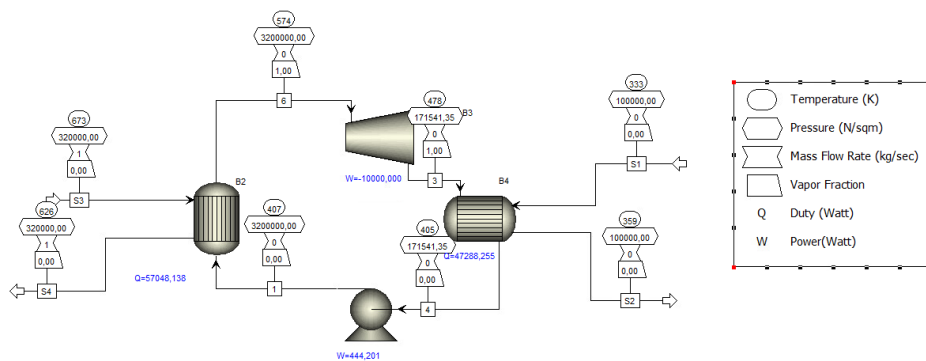 574
3200000,00
0
1,00
6
673
320000,00
1
0,00
S3
B2
626
320000,00
1
0,00
S4
Q=57048,138
407
3200000,00
0
0,00
1
W=-10000,000
478
B3
171541,35
0
1,00
3
B4
Q=47288,255
405
171541,35
0
0,00
4
W=444,201
333
100000,00
0
0,00
S1
359
100000,00
0
0,00
S2
Temperature (K)
Pressure (N/sqm)
Mass Flow Rate (kg/sec)
Vapor Fraction
Q Duty (Watt)
W Power(Watt)